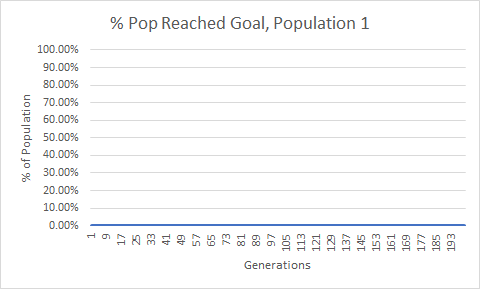 % Pop Reached Goal, Population 1
100.00%
90.00%
80.00%
70.00%
60.00%
50.00%
40.00%
30.00%
20.00%
10.00%
0.00%
% of Population
1 9 17 25 33 41 49 57 65 73 81 89 97 105 113 121 129 137 145 153 161 169 177 185 193
Generations